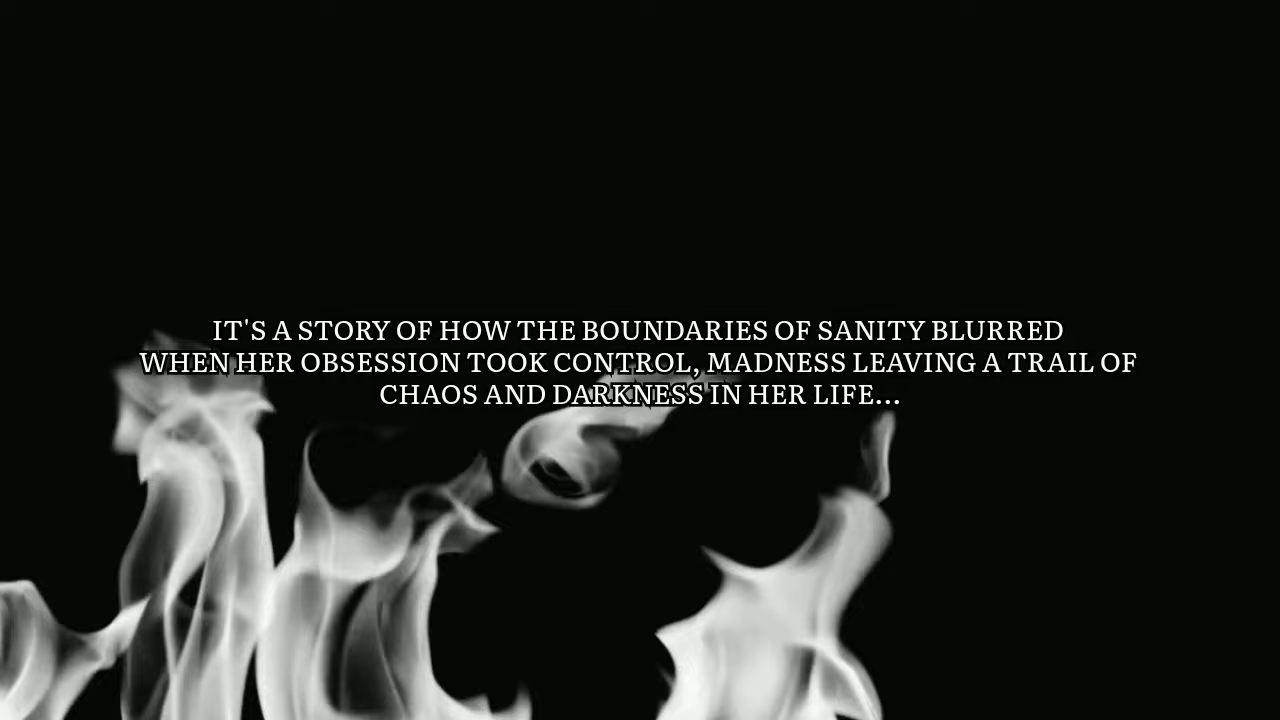 IT'S A STORY OF HOW THE BOUNDARIES OF SANITY BLURRED
WHEN HER OBSESSION TOOK CONTROL, MADNESS LEAVING A TRAIL OF
CHAOS AND DARKNESS IN HER LIFE...